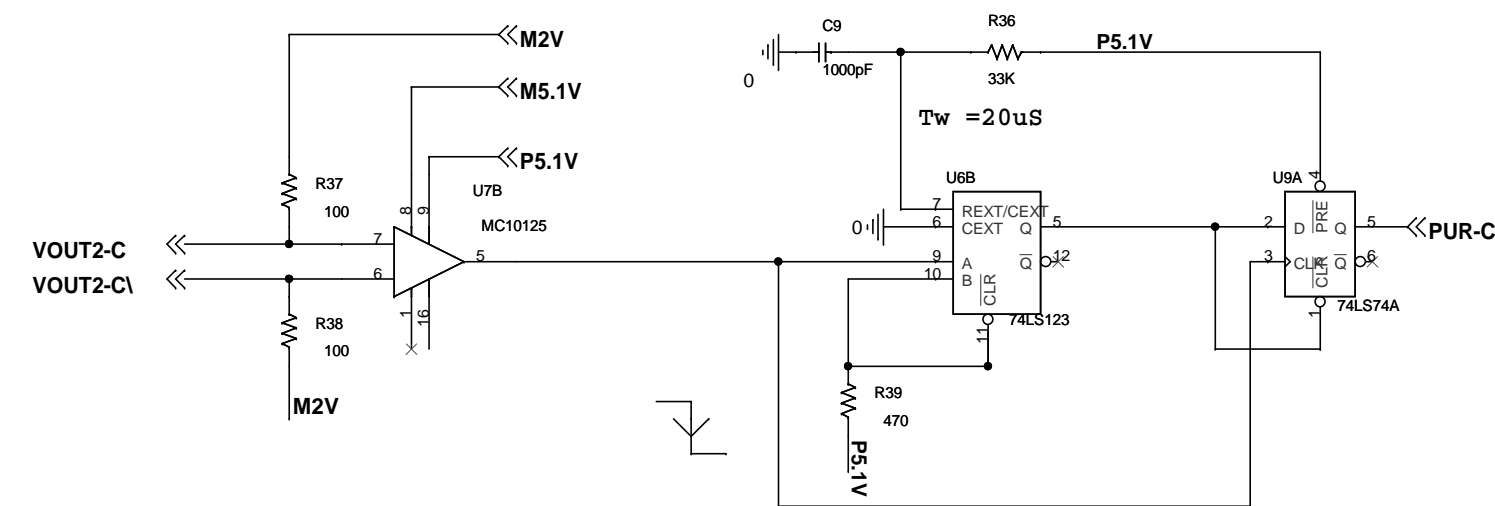 C9
R36
M2V
P5.1V
0
1000pF
33K
M5.1V
Tw =20uS
P5.1V
R37
100
U7B
MC10125
U6B
U9A
4
8
9
7
REXT/CEXT
6
CEXT
Q
5
0
2
D
PRE
Q
5
PUR-C
VOUT2-C
7
5
9
A
Q
12
3
CLK
Q
6
VOUT2-C\
6
10
B
CLR
CLR
R38
100
1
16
74LS123
11
74LS74A
1
R39
470
M2V
P5.1V